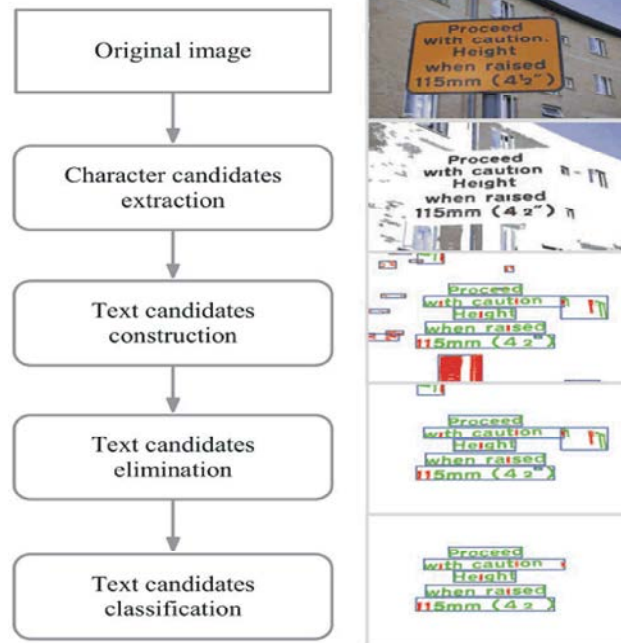 Original image
Character candidates
extraction
Text candidates
construction
Text candidates
elimination
Text candidates
classification
Proceed
with caution.
Height
when raised
115mm (4½")
Proceed
with caution
Height
when raised
115mm (4 2")
Proceed
with caution
Height
when raised
115mm (4 2")
Proceed
with caution
Height
when raised
115mm (4 2")
Proceed
with caution
Height
when raised
115mm (4 2)